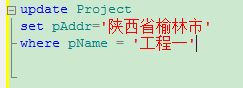 update Project
set pAddr='陕西省榆林市'
where pName = '工程一'